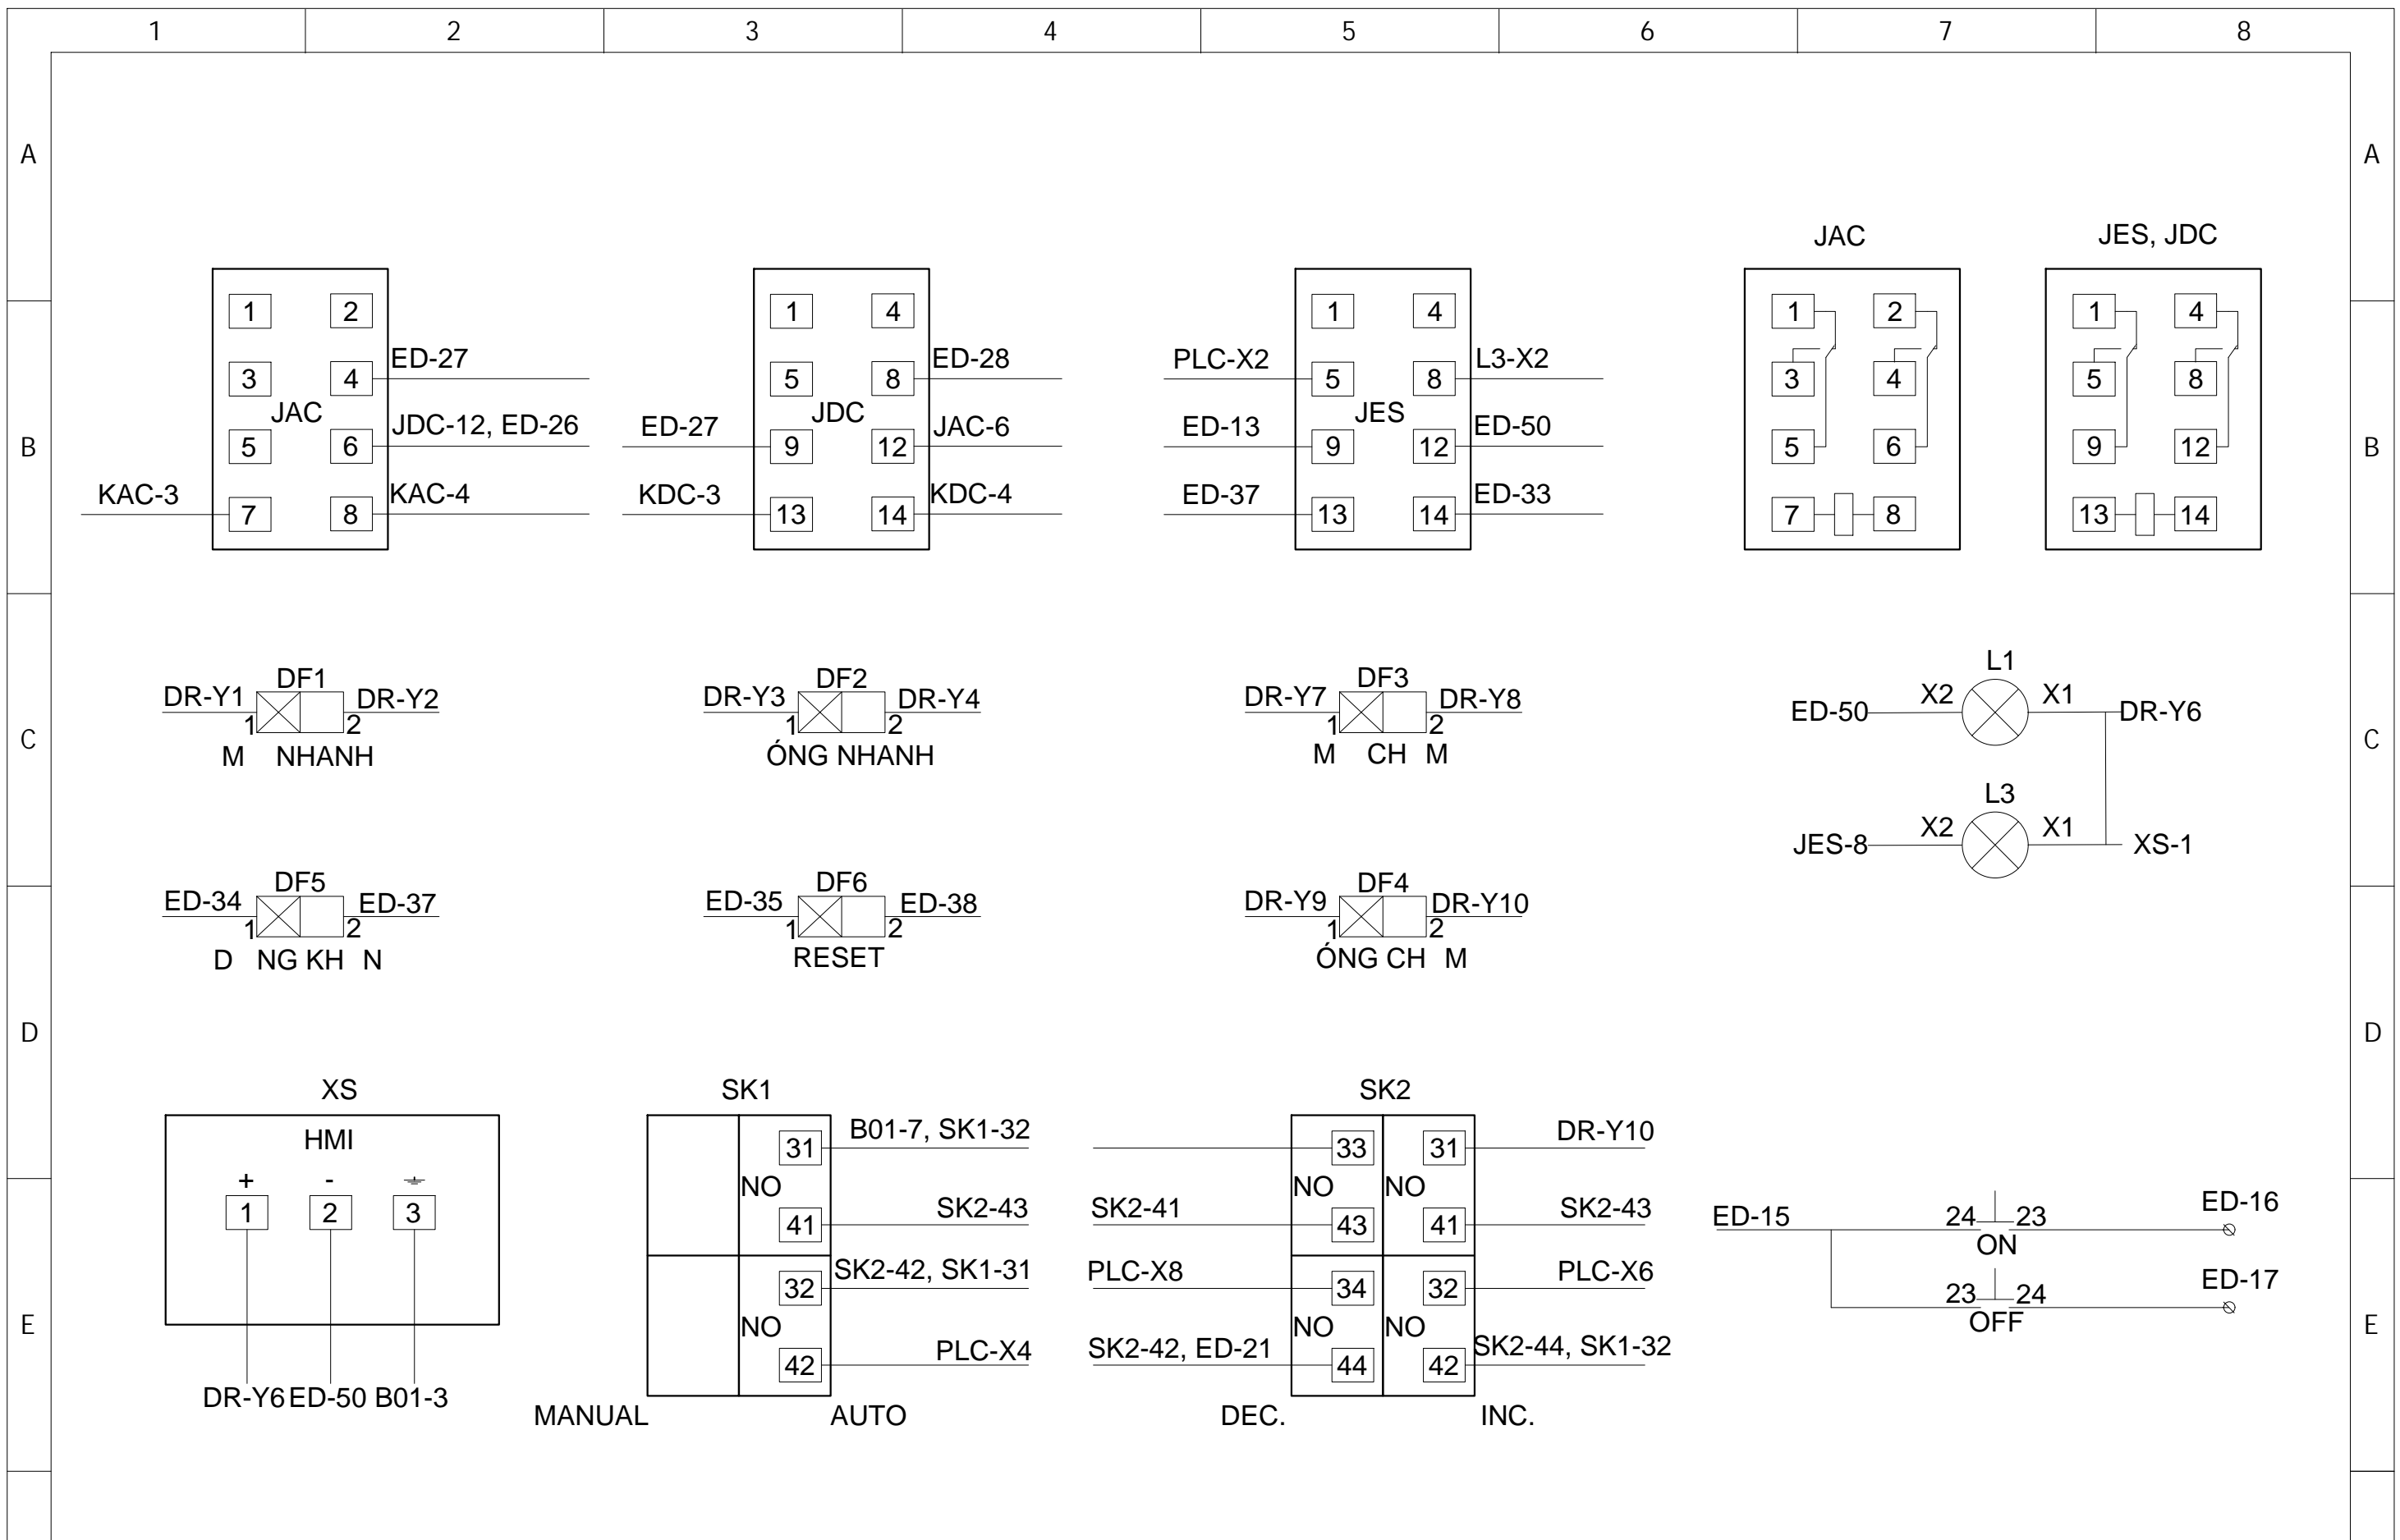 1 2 3 4 5 6 7 8
A A
JAC JES, JDC
1 2
ED-27
3 4
JAC
JDC-12, ED-26
5 6
KAC-3 KAC-4
7 8
1 4
ED-28
5 8
JDC
ED-27 JAC-6
9 12
KDC-3 KDC-4
13 14
1 4
PLC-X2 L3-X2
5 8
JES
ED-13 ED-50
9 12
ED-37 ED-33
13 14
1 2
3 4
5 6
7 8
1 4
5 8
9 12
13 14
B B
DF1
DR-Y1 DR-Y2
1 2
M NHANH
DF2
DR-Y3 DR-Y4
1 2
ÓNG NHANH
DF3
DR-Y7 DR-Y8
1 2
M CH M
L1
ED-50 X2 X1 DR-Y6
L3
JES-8 X2 X1 XS-1
C C
DF5
ED-34 ED-37
1 2
D NG KH N
DF6
ED-35 ED-38
1 2
RESET
DF4
DR-Y9 DR-Y10
1 2
ÓNG CH M
D D
XS
HMI
+ -
1 2 3
DR-Y6 ED-50 B01-3
SK1
31 B01-7, SK1-32
NO
41 SK2-43
32 SK2-42, SK1-31
NO
42 PLC-X4
MANUAL AUTO
SK2
33 31 DR-Y10
NO NO
SK2-41 43 41 SK2-43
PLC-X8 34 32 PLC-X6
NO NO
SK2-42, ED-21 44 42 SK2-44, SK1-32
DEC. INC.
ED-15 24 23 ED-16
ON
23 24 ED-17
OFF
E E